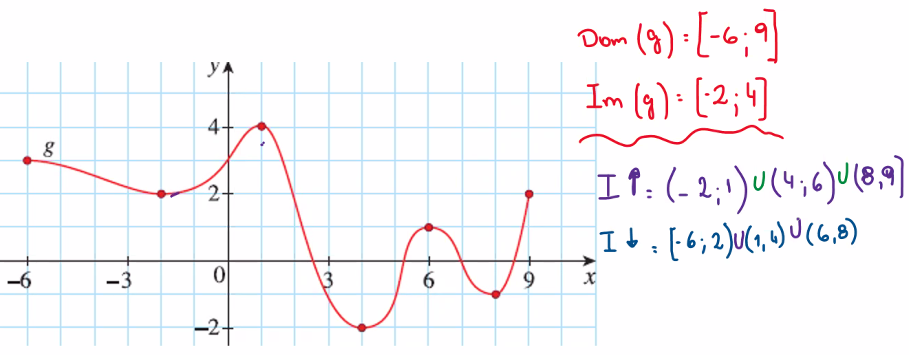 Dom (g) : [-6; 9]
Im (g) = [-2; 4]
I ↑ = (-2; 1) ∪ (4; 6) ∪ (8, 9]
I ↓ = [-6; 2) ∪ (1, 4) ∪ (6, 8)
y
4
g
2
0
-6
-3
3
6
9
x
-2